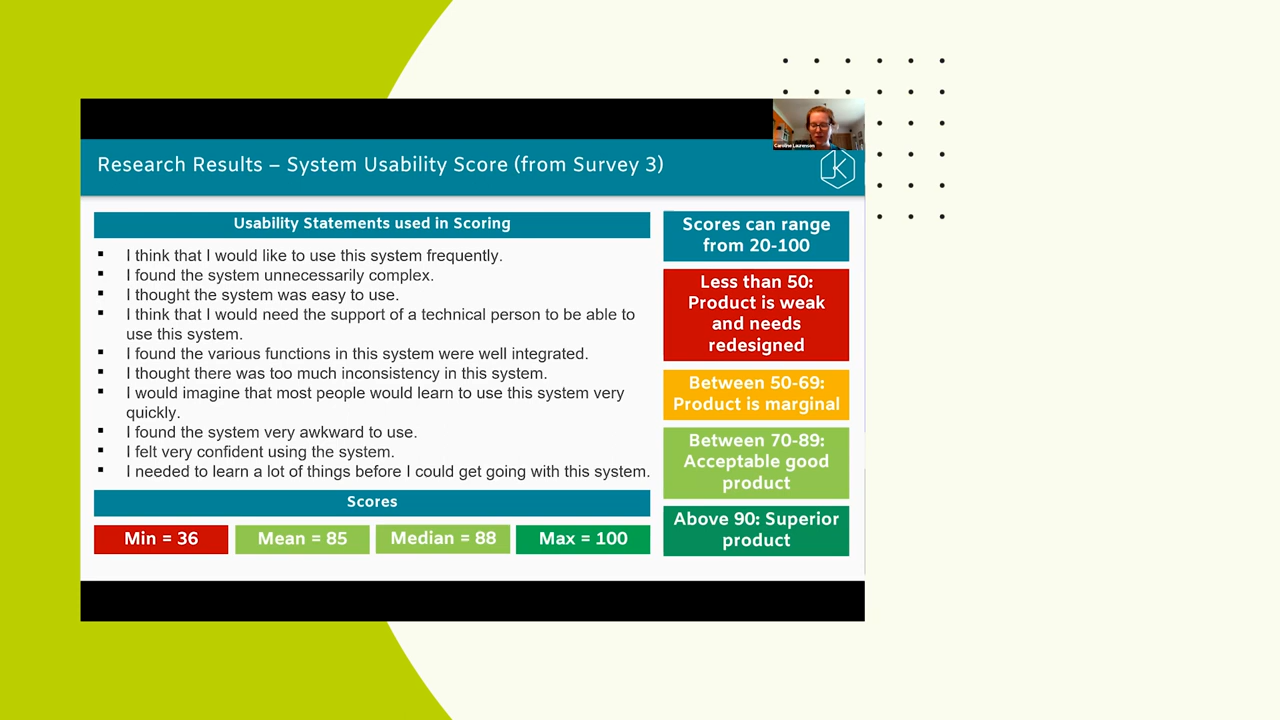 Caroline Laurenson
Research Results – System Usability Score (from Survey 3)
JK
Usability Statements used in Scoring
▪ I think that I would like to use this system frequently.
▪ I found the system unnecessarily complex.
▪ I thought the system was easy to use.
▪ I think that I would need the support of a technical person to be able to
use this system.
▪ I found the various functions in this system were well integrated.
▪ I thought there was too much inconsistency in this system.
▪ I would imagine that most people would learn to use this system very
quickly.
▪ I found the system very awkward to use.
▪ I felt very confident using the system.
▪ I needed to learn a lot of things before I could get going with this system.
Scores
Min = 36
Mean = 85
Median = 88
Max = 100
Scores can range
from 20-100
Less than 50:
Product is weak
and needs
redesigned
Between 50-69:
Product is marginal
Between 70-89:
Acceptable good
product
Above 90: Superior
product